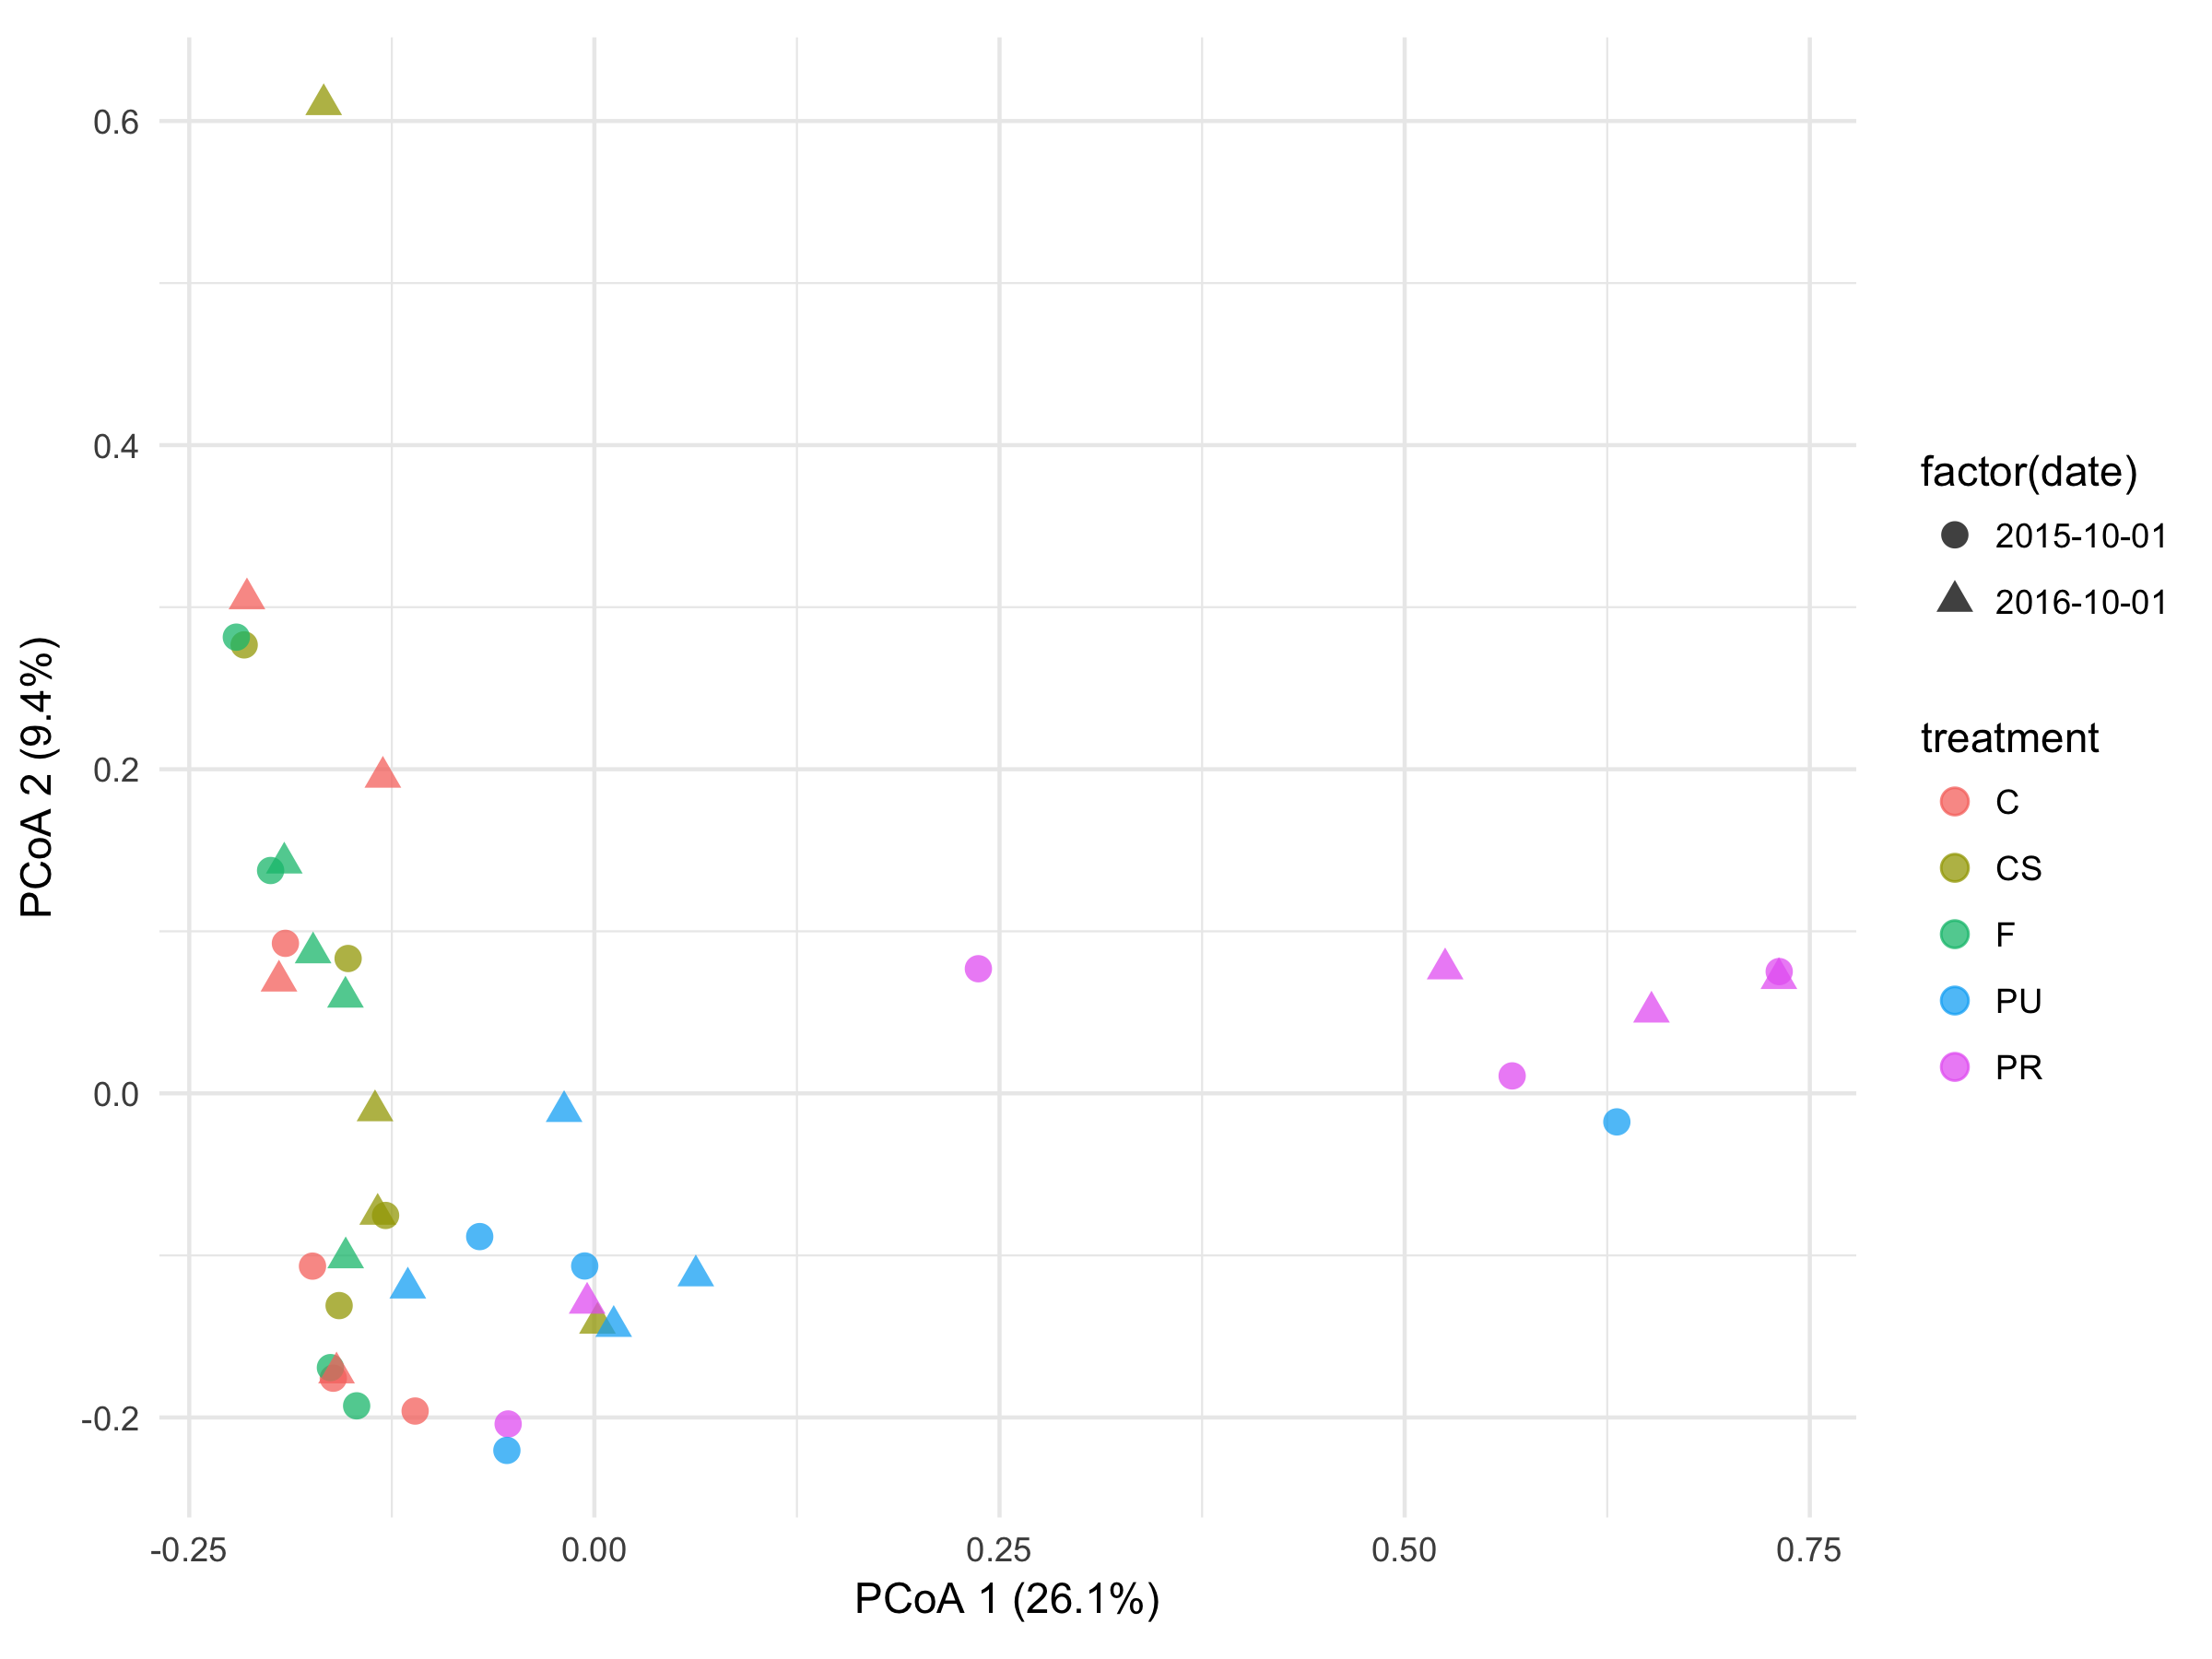 0.6
0.4
0.2
0.0
-0.2
PCoA 2 (9.4%)
-0.25 0.00 0.25 0.50 0.75
PCoA 1 (26.1%)
factor(date)
2015-10-01
2016-10-01
treatment
C
CS
F
PU
PR